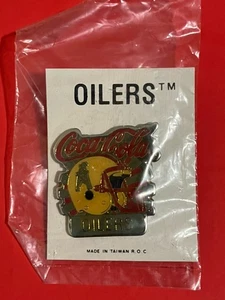 OILERS™
Coca-Cola
OILERS
MADE IN TAIWAN R.O.C.